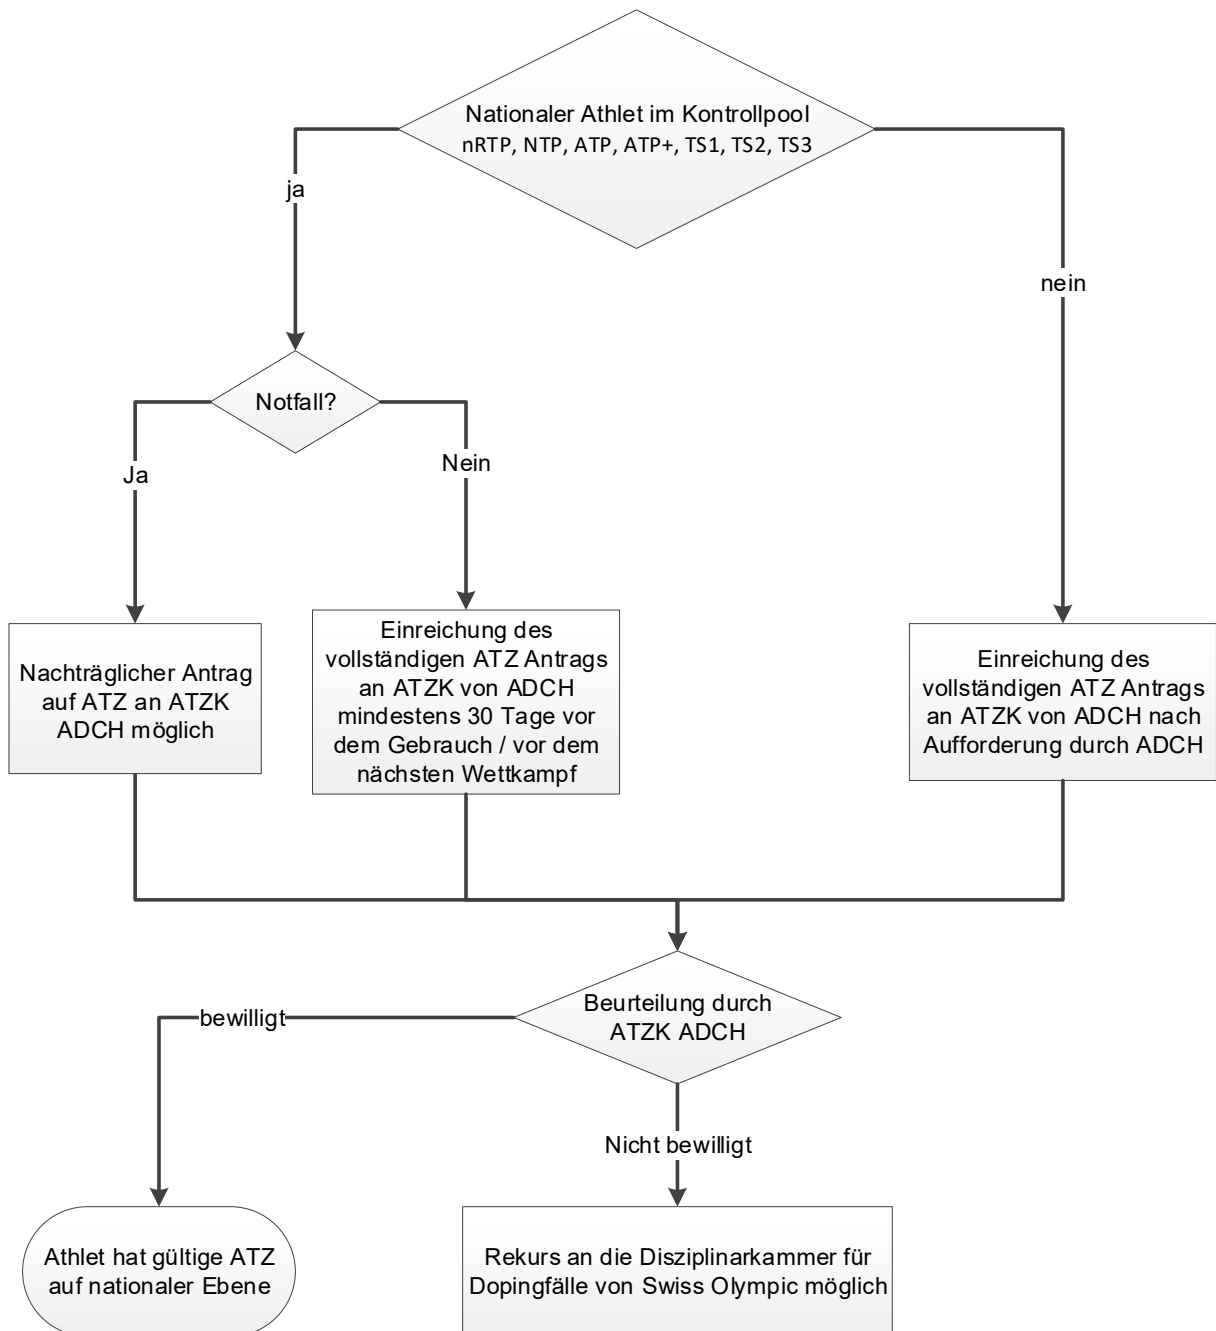 Nationaler Athlet im Kontrollpool
nRTP, NTP, ATP, ATP+, TS1, TS2, TS3
ja
nein
Notfall?
Ja
Nein
Nachträglicher Antrag
auf ATZ an ATZK
ADCH möglich
Einreichung des
vollständigen ATZ Antrags
an ATZK von ADCH
mindestens 30 Tage vor
dem Gebrauch / vor dem
nächsten Wettkampf
Einreichung des
vollständigen ATZ Antrags
an ATZK von ADCH nach
Aufforderung durch ADCH
Beurteilung durch
ATZK ADCH
bewilligt
Nicht bewilligt
Athlet hat gültige ATZ
auf nationaler Ebene
Rekurs an die Disziplinarkammer für
Dopingfälle von Swiss Olympic möglich